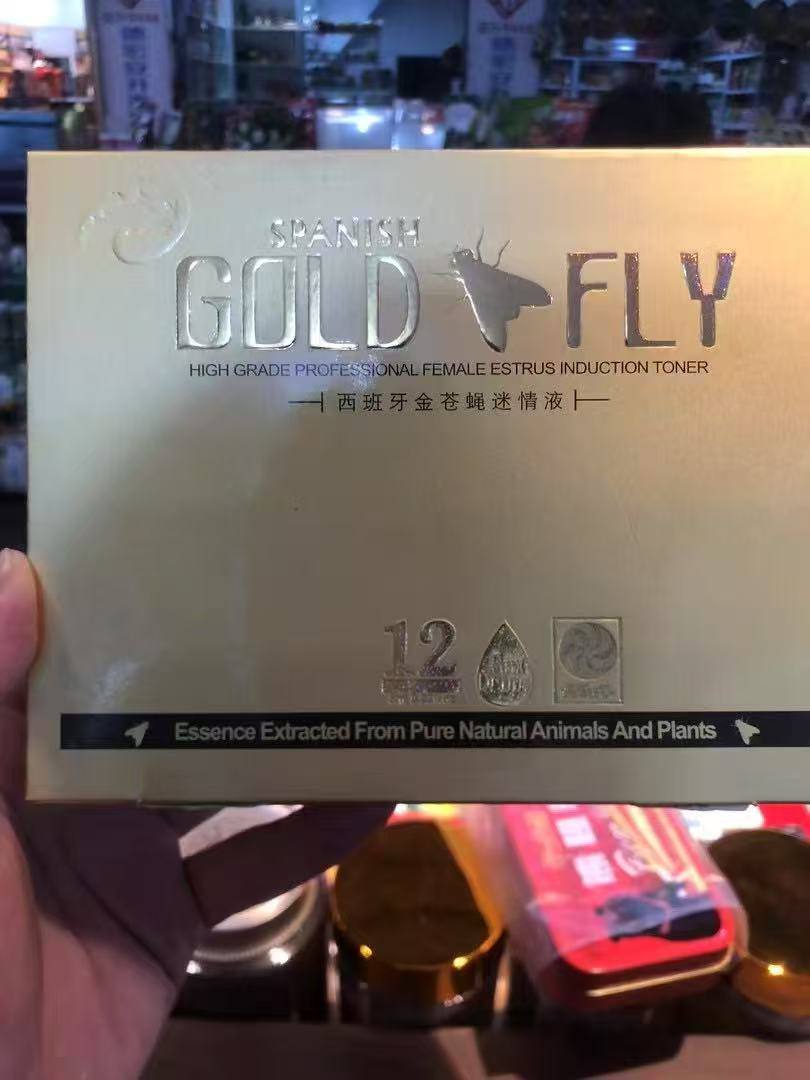 SPANISH
GOLD FLY
HIGH GRADE PROFESSIONAL FEMALE ESTRUS INDUCTION TONER
西班牙金苍蝇迷情液
12
Essence Extracted From Pure Natural Animals And Plants